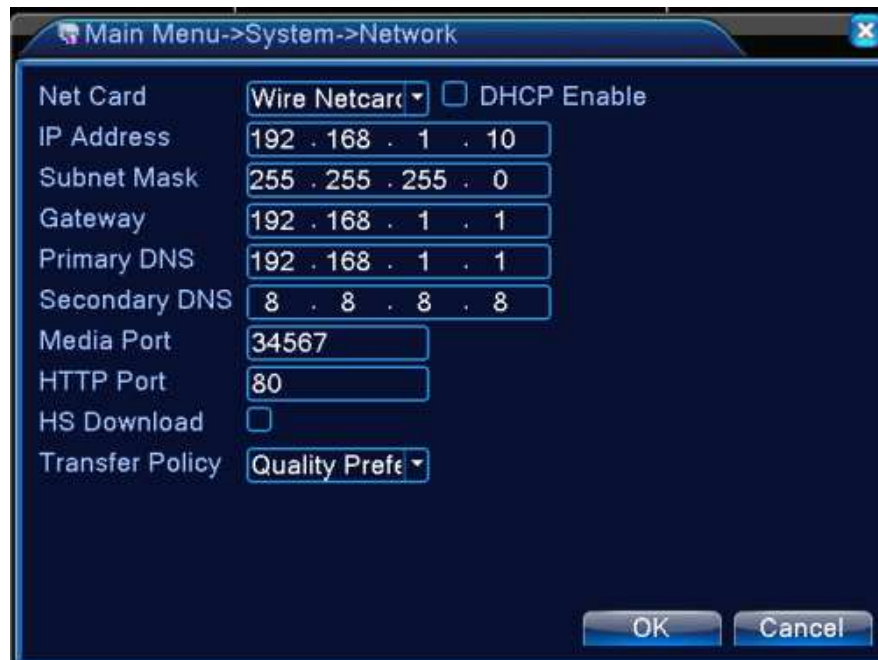 Main Menu->System->Network
Net Card Wire Netcar DHCP Enable
IP Address 192 . 168 . 1 . 10
Subnet Mask 255 . 255 . 255 . 0
Gateway 192 . 168 . 1 . 1
Primary DNS 192 . 168 . 1 . 1
Secondary DNS 8 . 8 . 8 . 8
Media Port 34567
HTTP Port 80
HS Download
Transfer Policy Quality Prefe
OK Cancel